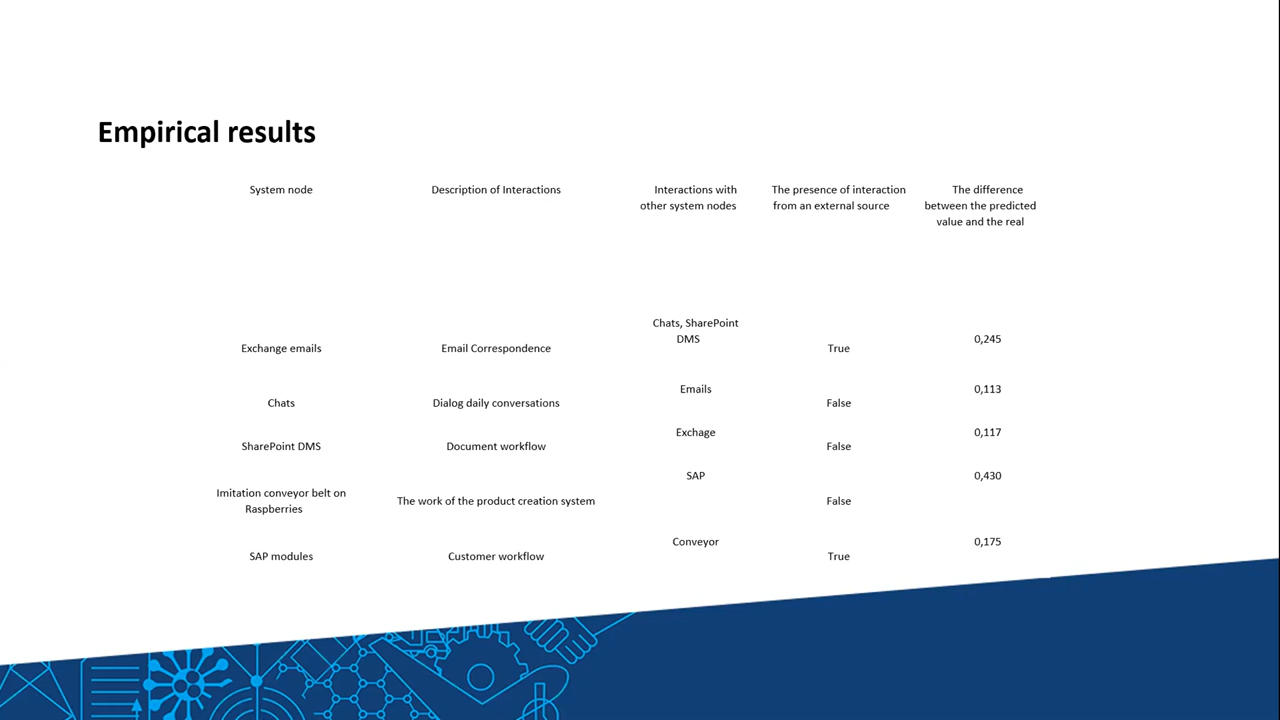 Empirical results
System node
Description of Interactions
Interactions with
other system nodes
The presence of interaction
from an external source
The difference
between the predicted
value and the real
Exchange emails
Email Correspondence
Chats, SharePoint
DMS
True
0,245
Chats
Dialog daily conversations
Emails
False
0,113
SharePoint DMS
Document workflow
Exchage
False
0,117
Imitation conveyor belt on
Raspberries
The work of the product creation system
SAP
False
0,430
SAP modules
Customer workflow
Conveyor
True
0,175